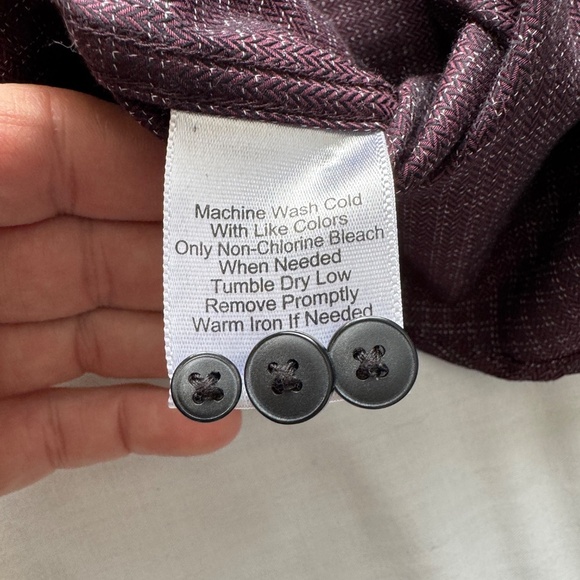 Machine Wash Cold
With Like Colors
Only Non-Chlorine Bleach
When Needed
Tumble Dry Low
Remove Promptly
Warm Iron If Needed